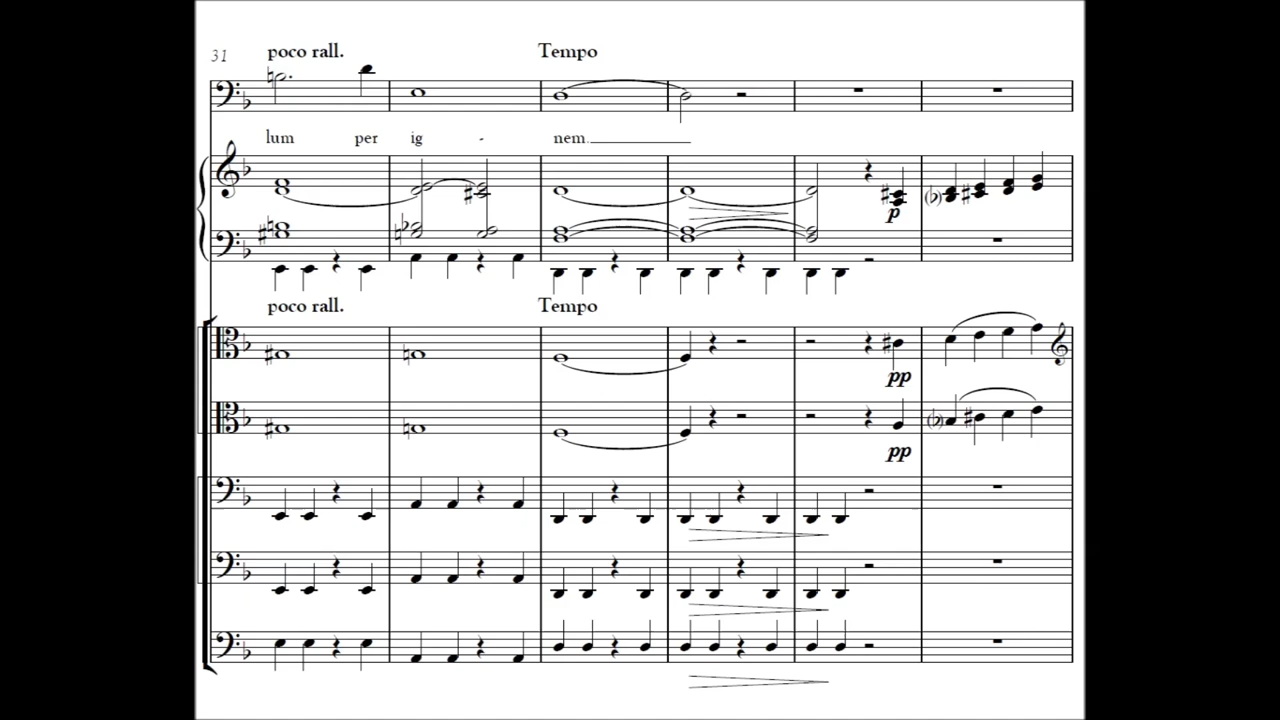 31 poco rall. Tempo
lum per ig - nem.
p
poco rall. Tempo
pp
pp